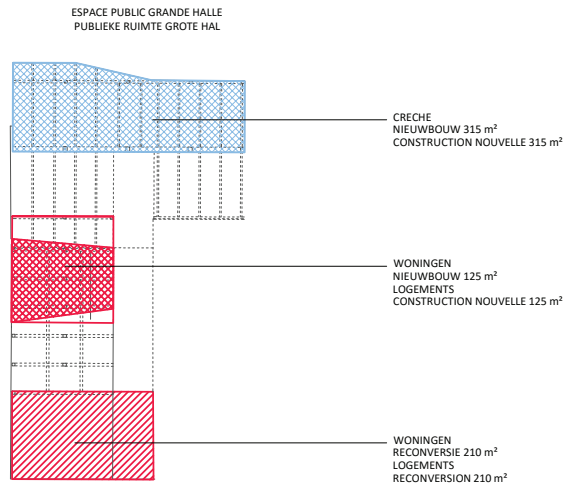 ESPACE PUBLIC GRANDE HALLE
PUBLIEKE RUIMTE GROTE HAL
CRECHE
NIEUWBOUW 315 m²
CONSTRUCTION NOUVELLE 315 m²
WONINGEN
NIEUWBOUW 125 m²
LOGEMENTS
CONSTRUCTION NOUVELLE 125 m²
WONINGEN
RECONVERSIE 210 m²
LOGEMENTS
RECONVERSION 210 m²